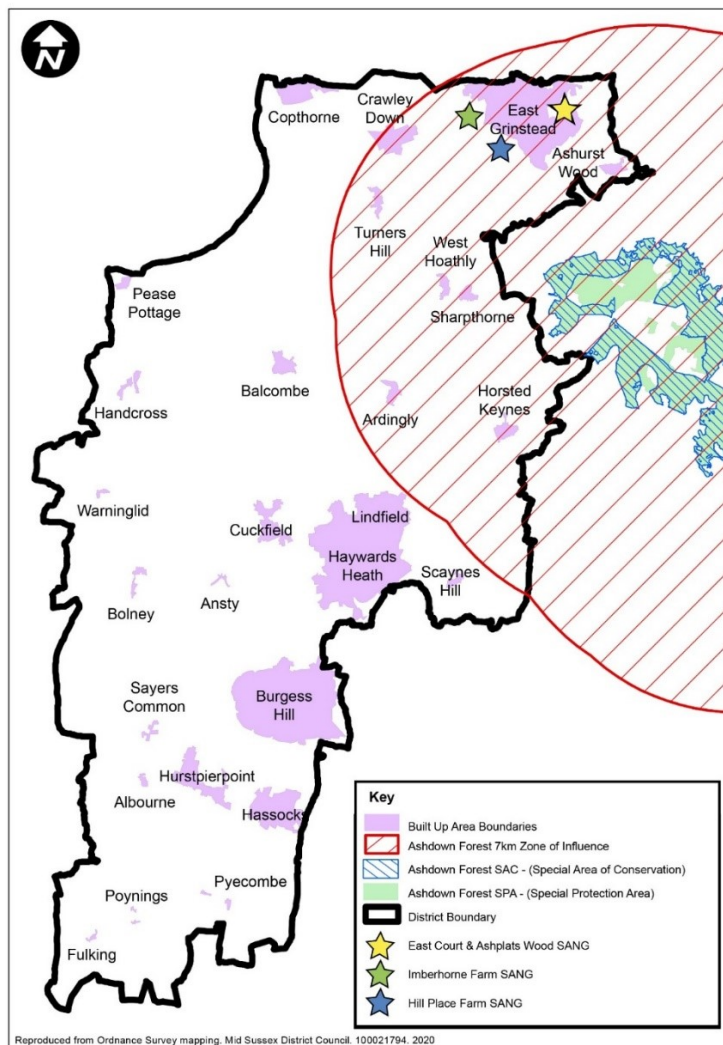 N
Copthorne
Crawley
Down
East
Grinstead
Ashurst
Wood
Turners
Hill
West
Hoathly
Sharpthorne
Pease
Pottage
Handcross
Balcombe
Ardingly
Horsted
Keynes
Warninglid
Cuckfield
Lindfield
Haywards
Heath
Scaynes
Hill
Bolney
Ansty
Sayers
Common
Burgess
Hill
Hurstpierpoint
Albourne
Hassocks
Poynings
Pyecombe
Fulking
Key
Built Up Area Boundaries
Ashdown Forest 7km Zone of Influence
Ashdown Forest SAC - (Special Area of Conservation)
Ashdown Forest SPA - (Special Protection Area)
District Boundary
East Court & Ashplats Wood SANG
Imberhorne Farm SANG
Hill Place Farm SANG
Reproduced from Ordnance Survey mapping. Mid Sussex District Council. 100021794. 2020